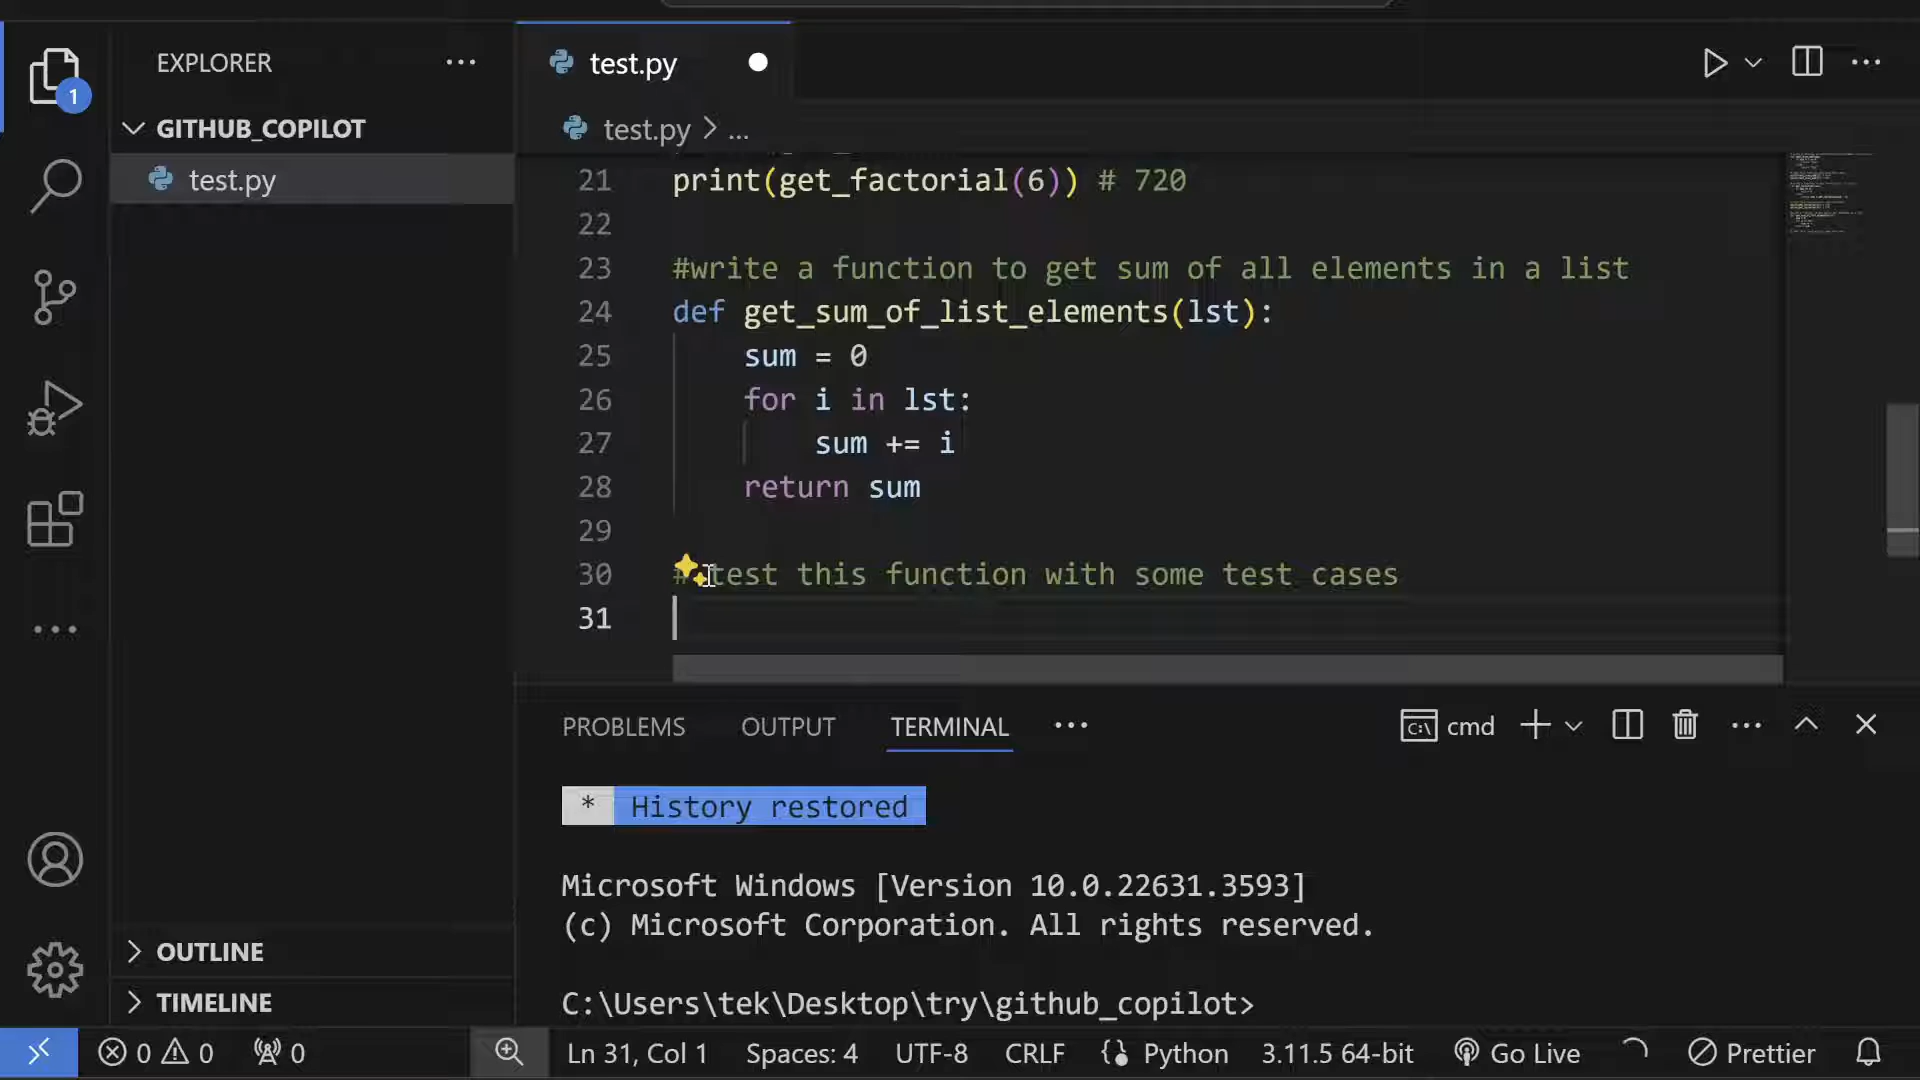 EXPLORER
1
GITHUB_COPILOT
test.py
test.py
test.py > ...
21 print(get_factorial(6)) # 720
22
23 #write a function to get sum of all elements in a list
24 def get_sum_of_list_elements(lst):
25 sum = 0
26 for i in lst:
27 sum += i
28 return sum
29
30 # test this function with some test cases
31
PROBLEMS OUTPUT TERMINAL
cmd
* History restored
Microsoft Windows [Version 10.0.22631.3593]
(c) Microsoft Corporation. All rights reserved.
C:\Users\tek\Desktop\try\github_copilot>
OUTLINE
TIMELINE
0 0 0 Ln 31, Col 1 Spaces: 4 UTF-8 CRLF Python 3.11.5 64-bit Go Live Prettier